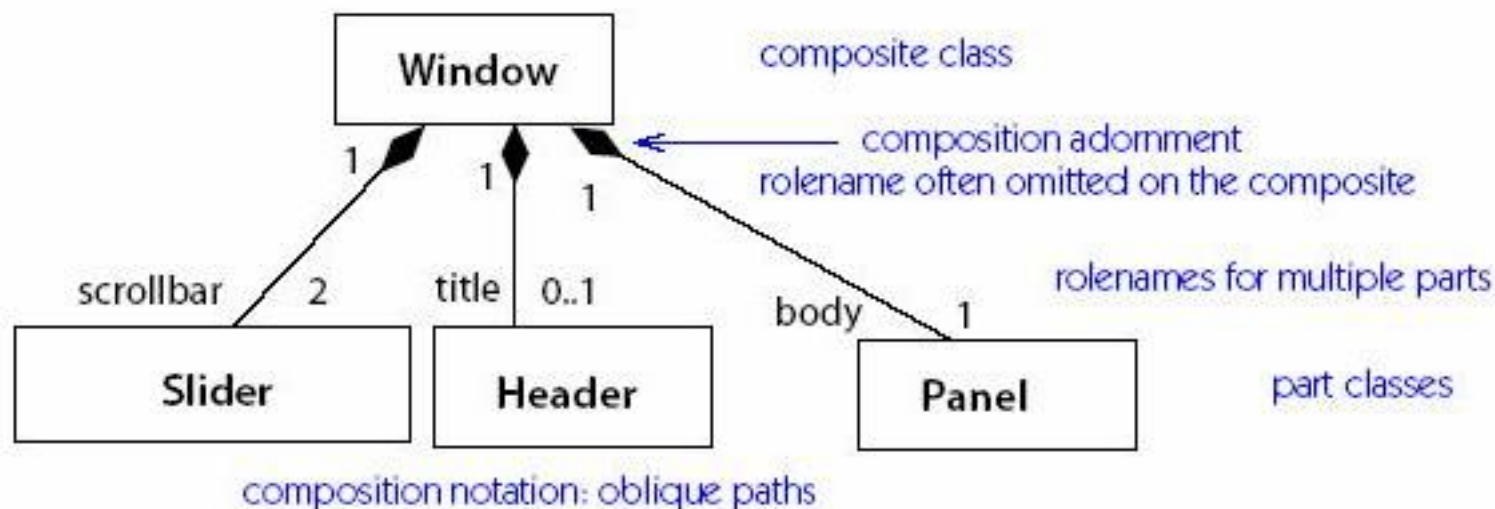 Window
composite class
1
1
1
composition adornment
rolename often omitted on the composite
scrollbar
2
title
0..1
body
1
rolenames for multiple parts
Slider
Header
Panel
part classes
composition notation: oblique paths